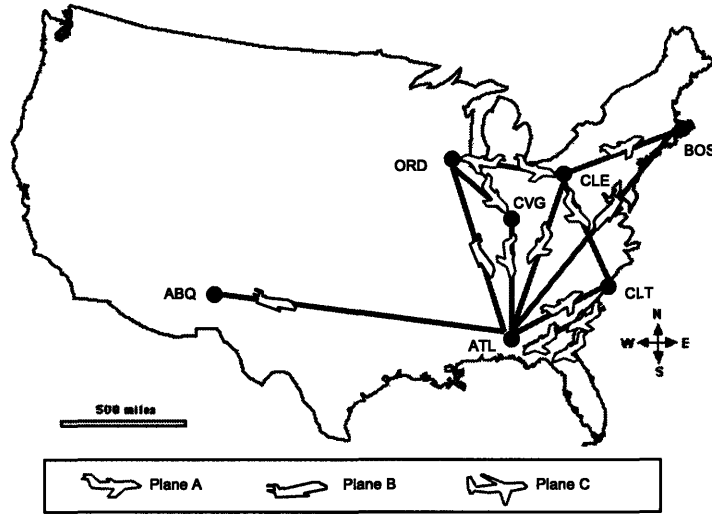 BOS
ORD
CLE
CVG
ABQ
CLT
N
W E
S
ATL
500 miles
Plane A Plane B Plane C